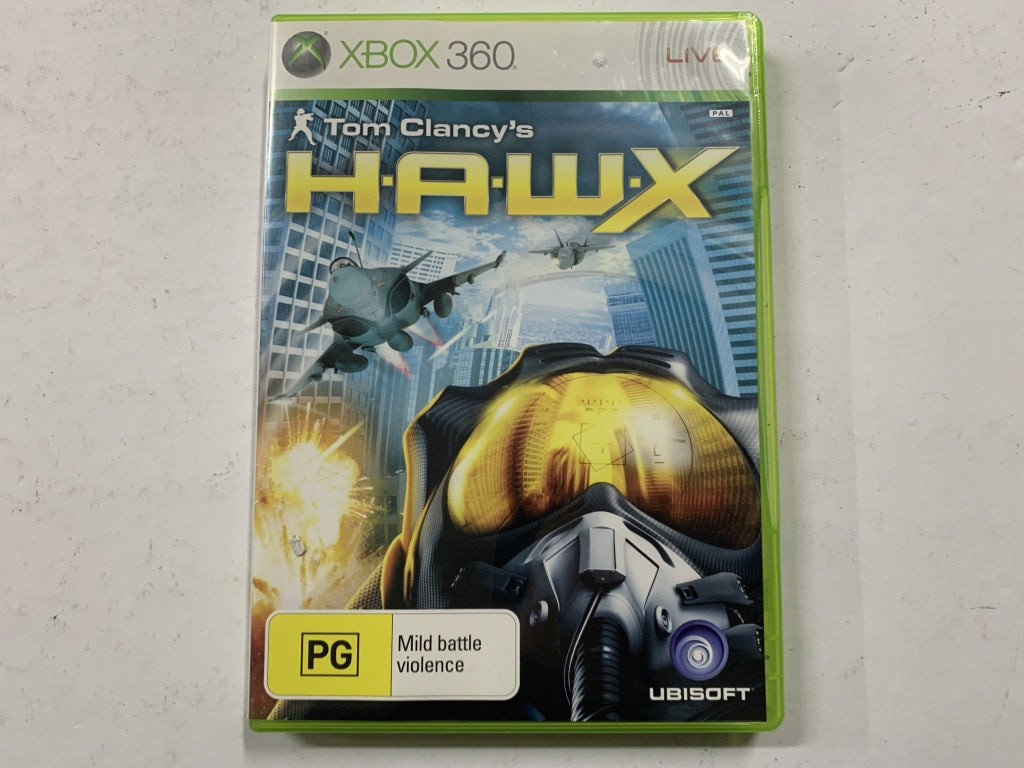 XBOX 360
LIVE
PAL
Tom Clancy's
H.A.W.X
PG
Mild battle
violence
UBISOFT